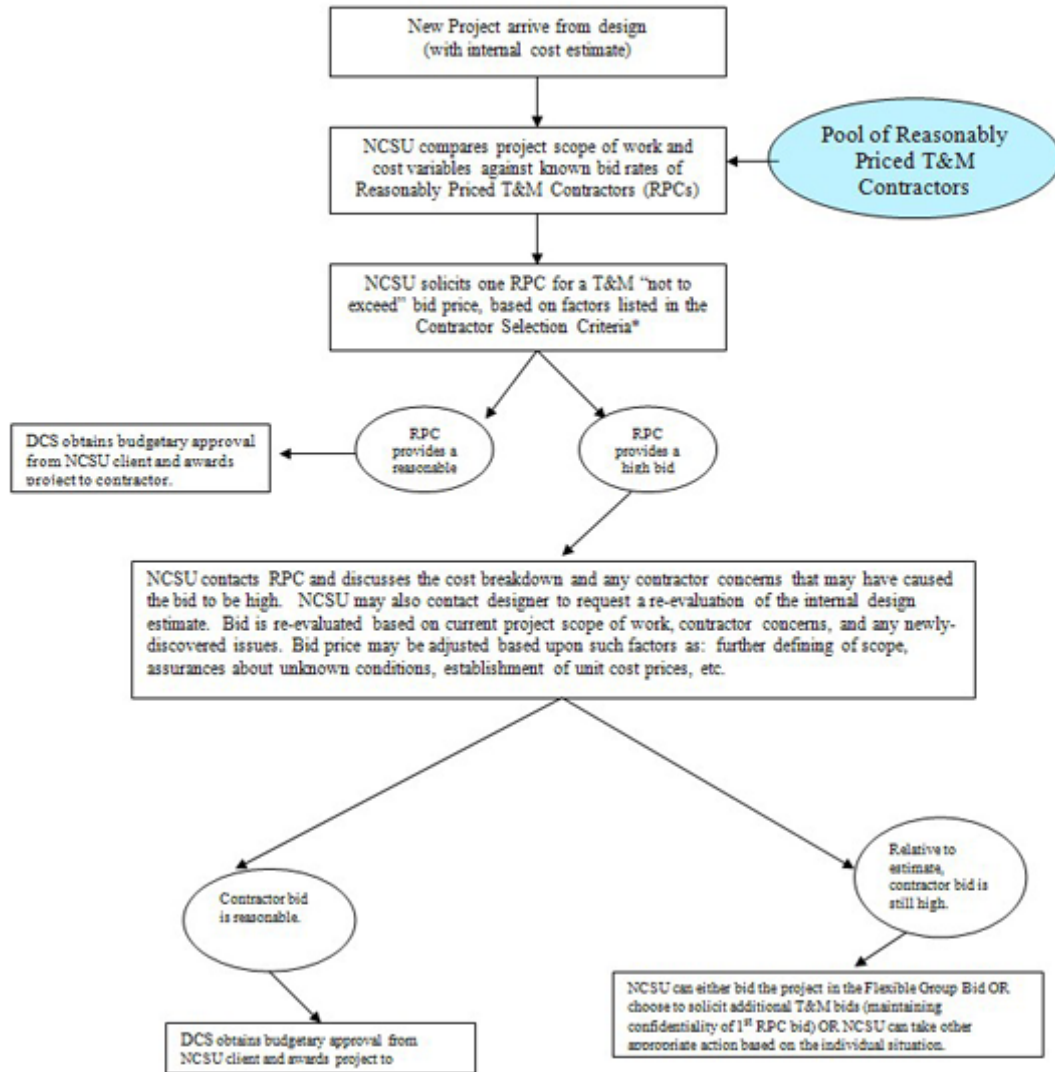 New Project arrive from design
(with internal cost estimate)
NCSU compares project scope of work and
cost variables against known bid rates of
Reasonably Priced T&M Contractors (RPCs)
Pool of Reasonably
Priced T&M
Contractors
NCSU solicits one RPC for a T&M “not to
exceed” bid price, based on factors listed in the
Contractor Selection Criteria*
RPC
provides a
reasonable
RPC
provides a
high bid
DCS obtains budgetary approval
from NCSU client and awards
project to contractor.
NCSU contacts RPC and discusses the cost breakdown and any contractor concerns that may have caused
the bid to be high. NCSU may also contact designer to request a re-evaluation of the internal design
estimate. Bid is re-evaluated based on current project scope of work, contractor concerns, and any newly-
discovered issues. Bid price may be adjusted based upon such factors as: further defining of scope,
assurances about unknown conditions, establishment of unit cost prices, etc.
Contractor bid
is reasonable.
Relative to
estimate,
contractor bid is
still high.
DCS obtains budgetary approval from
NCSU client and awards project to
NCSU can either bid the project in the Flexible Group Bid OR
choose to solicit additional T&M bids (maintaining
confidentiality of 1st RPC bid) OR NCSU can take other
appropriate action based on the individual situation.